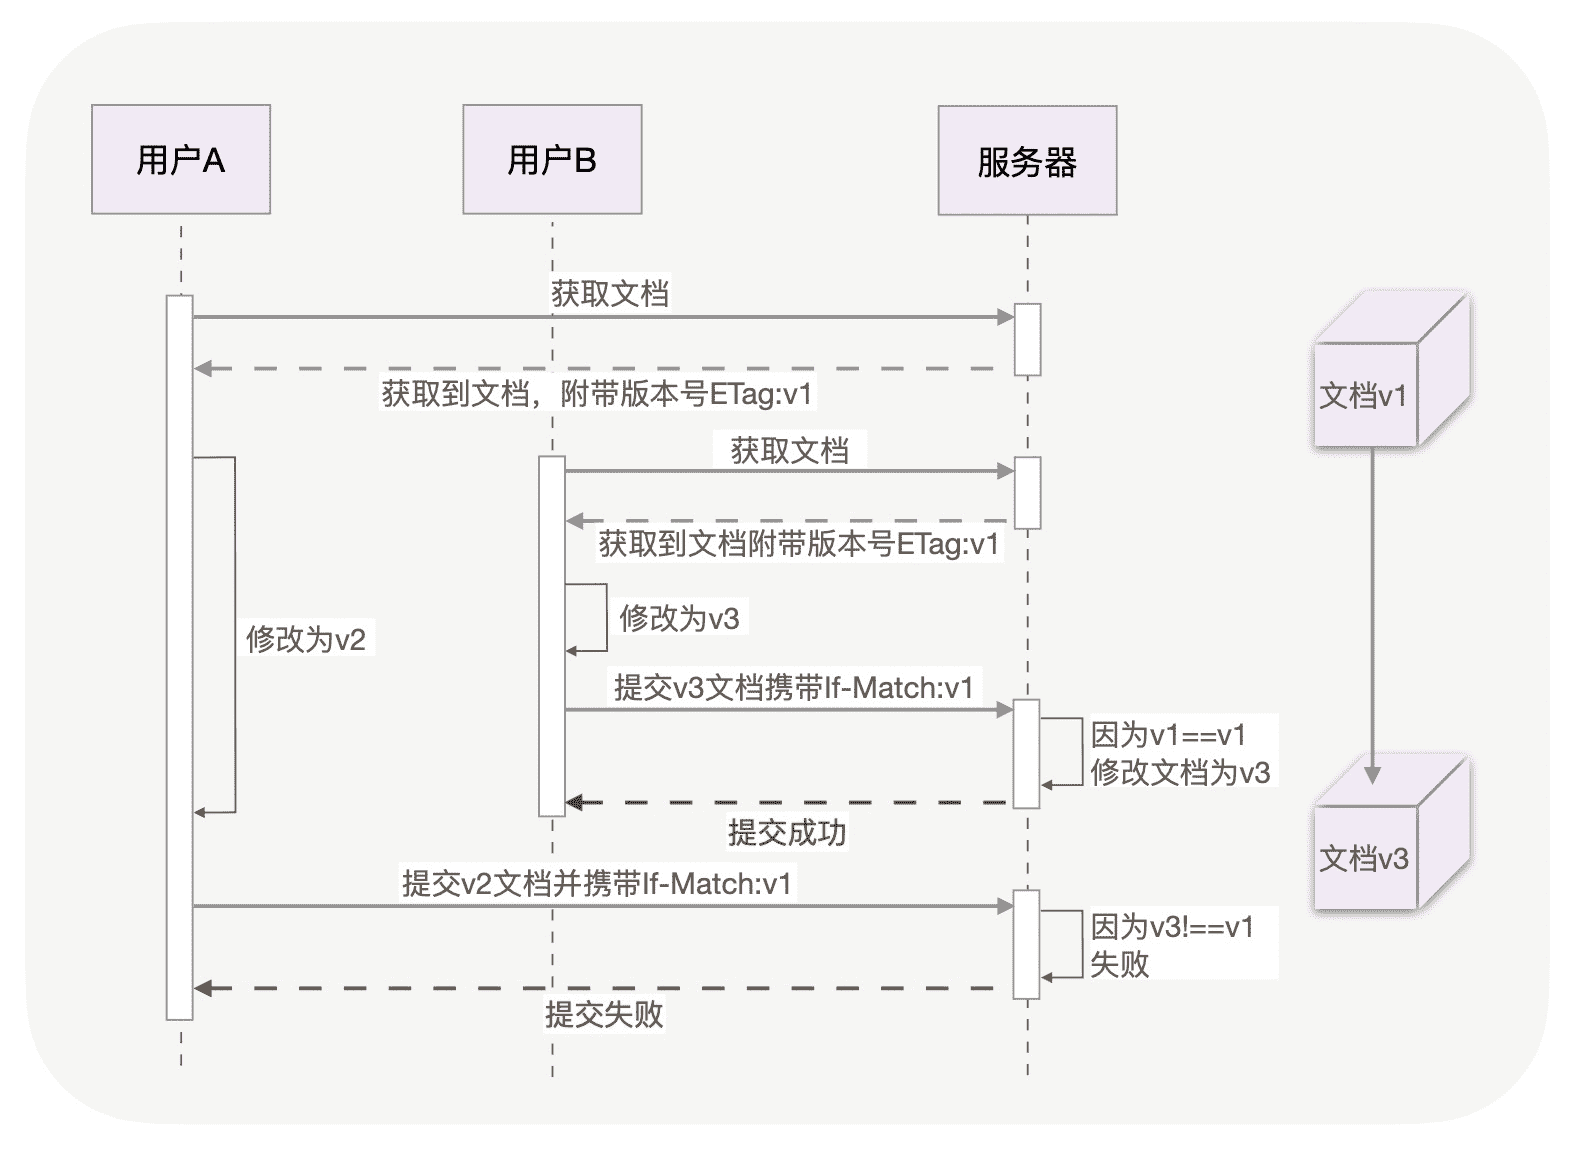 用户A
用户B
服务器
获取文档
获取到文档，附带版本号ETag:v1
文档v1
获取文档
获取到文档附带版本号ETag:v1
修改为v3
修改为v2
提交v3文档携带If-Match:v1
因为v1==v1
修改文档为v3
提交成功
文档v3
提交v2文档并携带If-Match:v1
因为v3!==v1
失败
提交失败